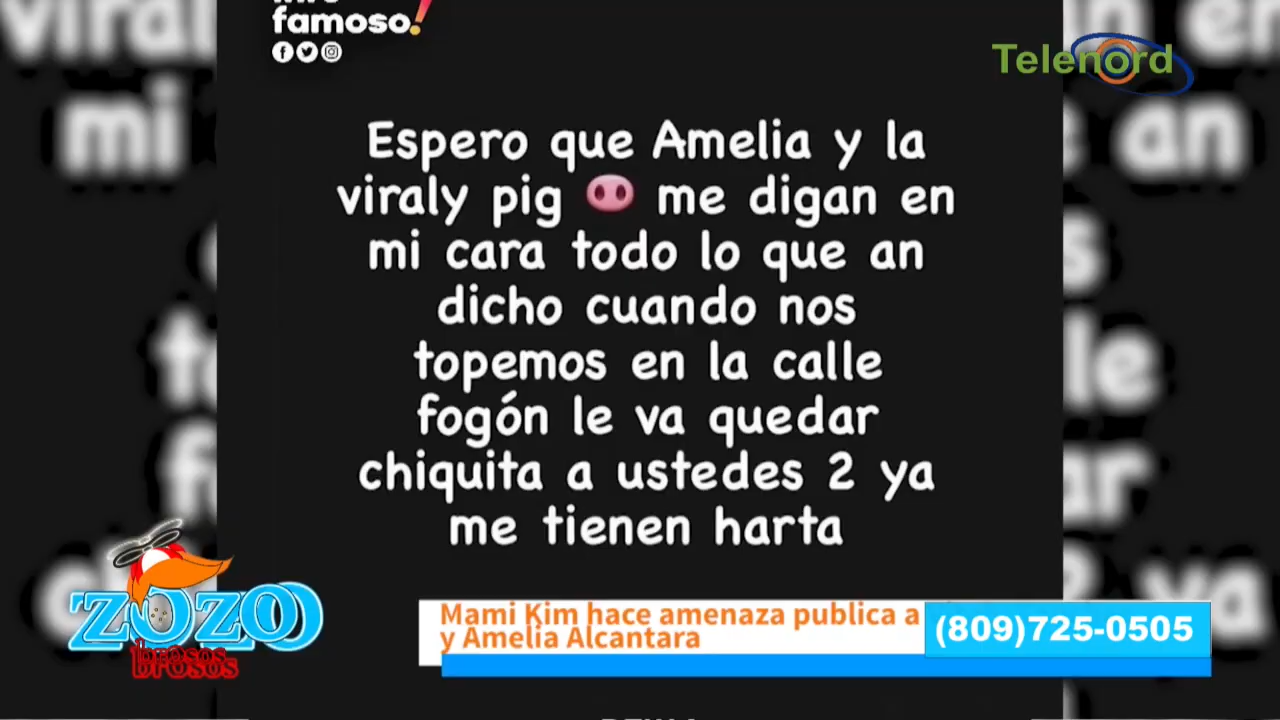 famoso!
Telenord
Espero que Amelia y la
viraly pig 🐽 me digan en
mi cara todo lo que an
dicho cuando nos
topemos en la calle
fogón le va quedar
chiquita a ustedes 2 ya
me tienen harta
ZOZO
brosos
Mami Kim hace amenaza publica a
y Amelia Alcantara
(809)725-0505